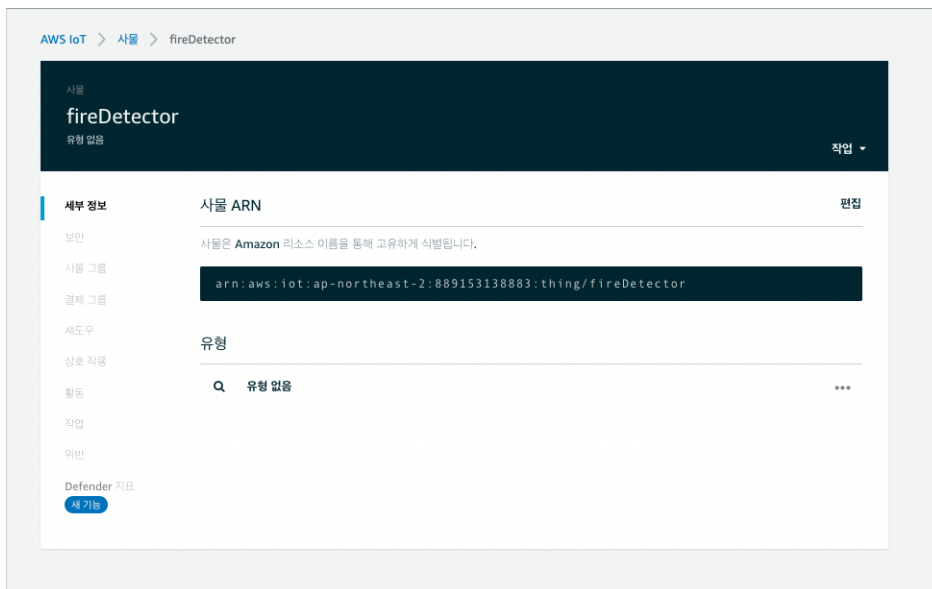 AWS IoT > 사물 > fireDetector
사물
fireDetector
유형 없음
작업
세부 정보
보안
사물 그룹
결제 그룹
섀도우
상호 작용
활동
작업
위반
Defender 지표
새 기능
사물 ARN
편집
사물은 Amazon 리소스 이름을 통해 고유하게 식별됩니다.
arn:aws:iot:ap-northeast-2:889153138883:thing/fireDetector
유형
유형 없음